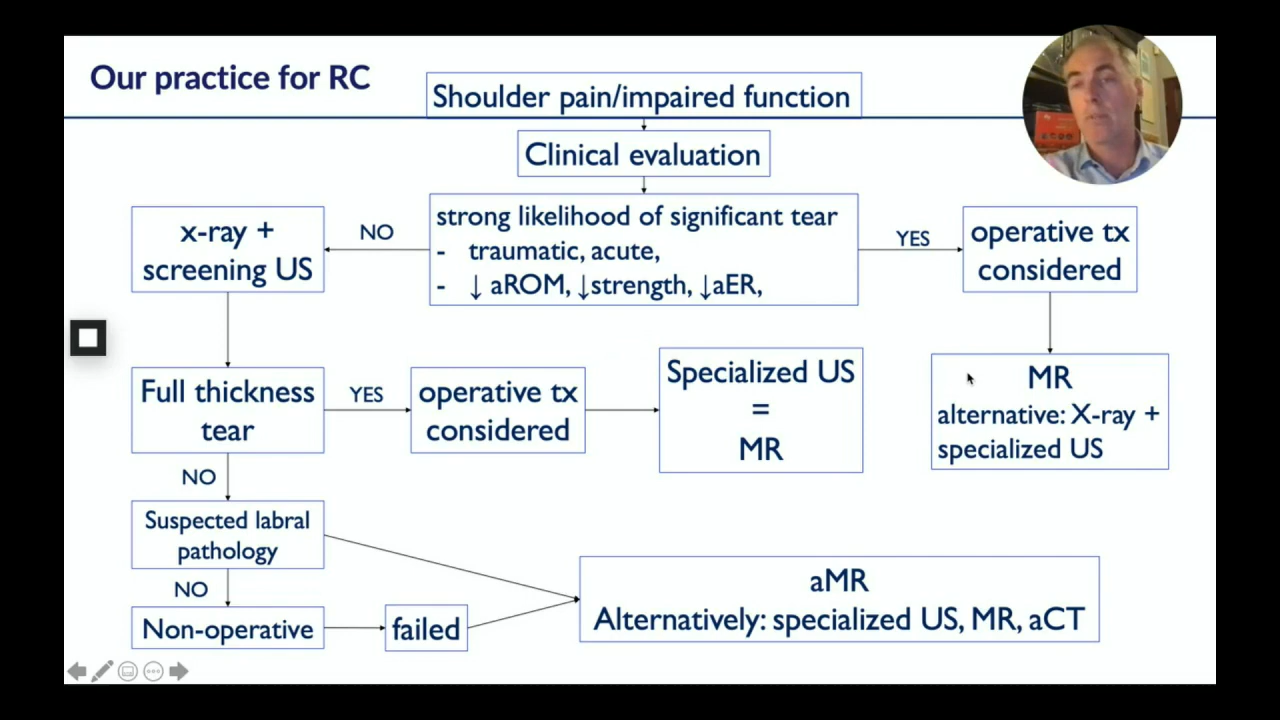 Our practice for RC
Shoulder pain/impaired function
Clinical evaluation
strong likelihood of significant tear
- traumatic, acute,
- ↓ aROM, ↓strength, ↓aER,
NO
x-ray +
screening US
YES
operative tx
considered
MR
alternative: X-ray +
specialized US
Full thickness
tear
YES
operative tx
considered
Specialized US
=
MR
NO
Suspected labral
pathology
NO
Non-operative
failed
aMR
Alternatively: specialized US, MR, aCT